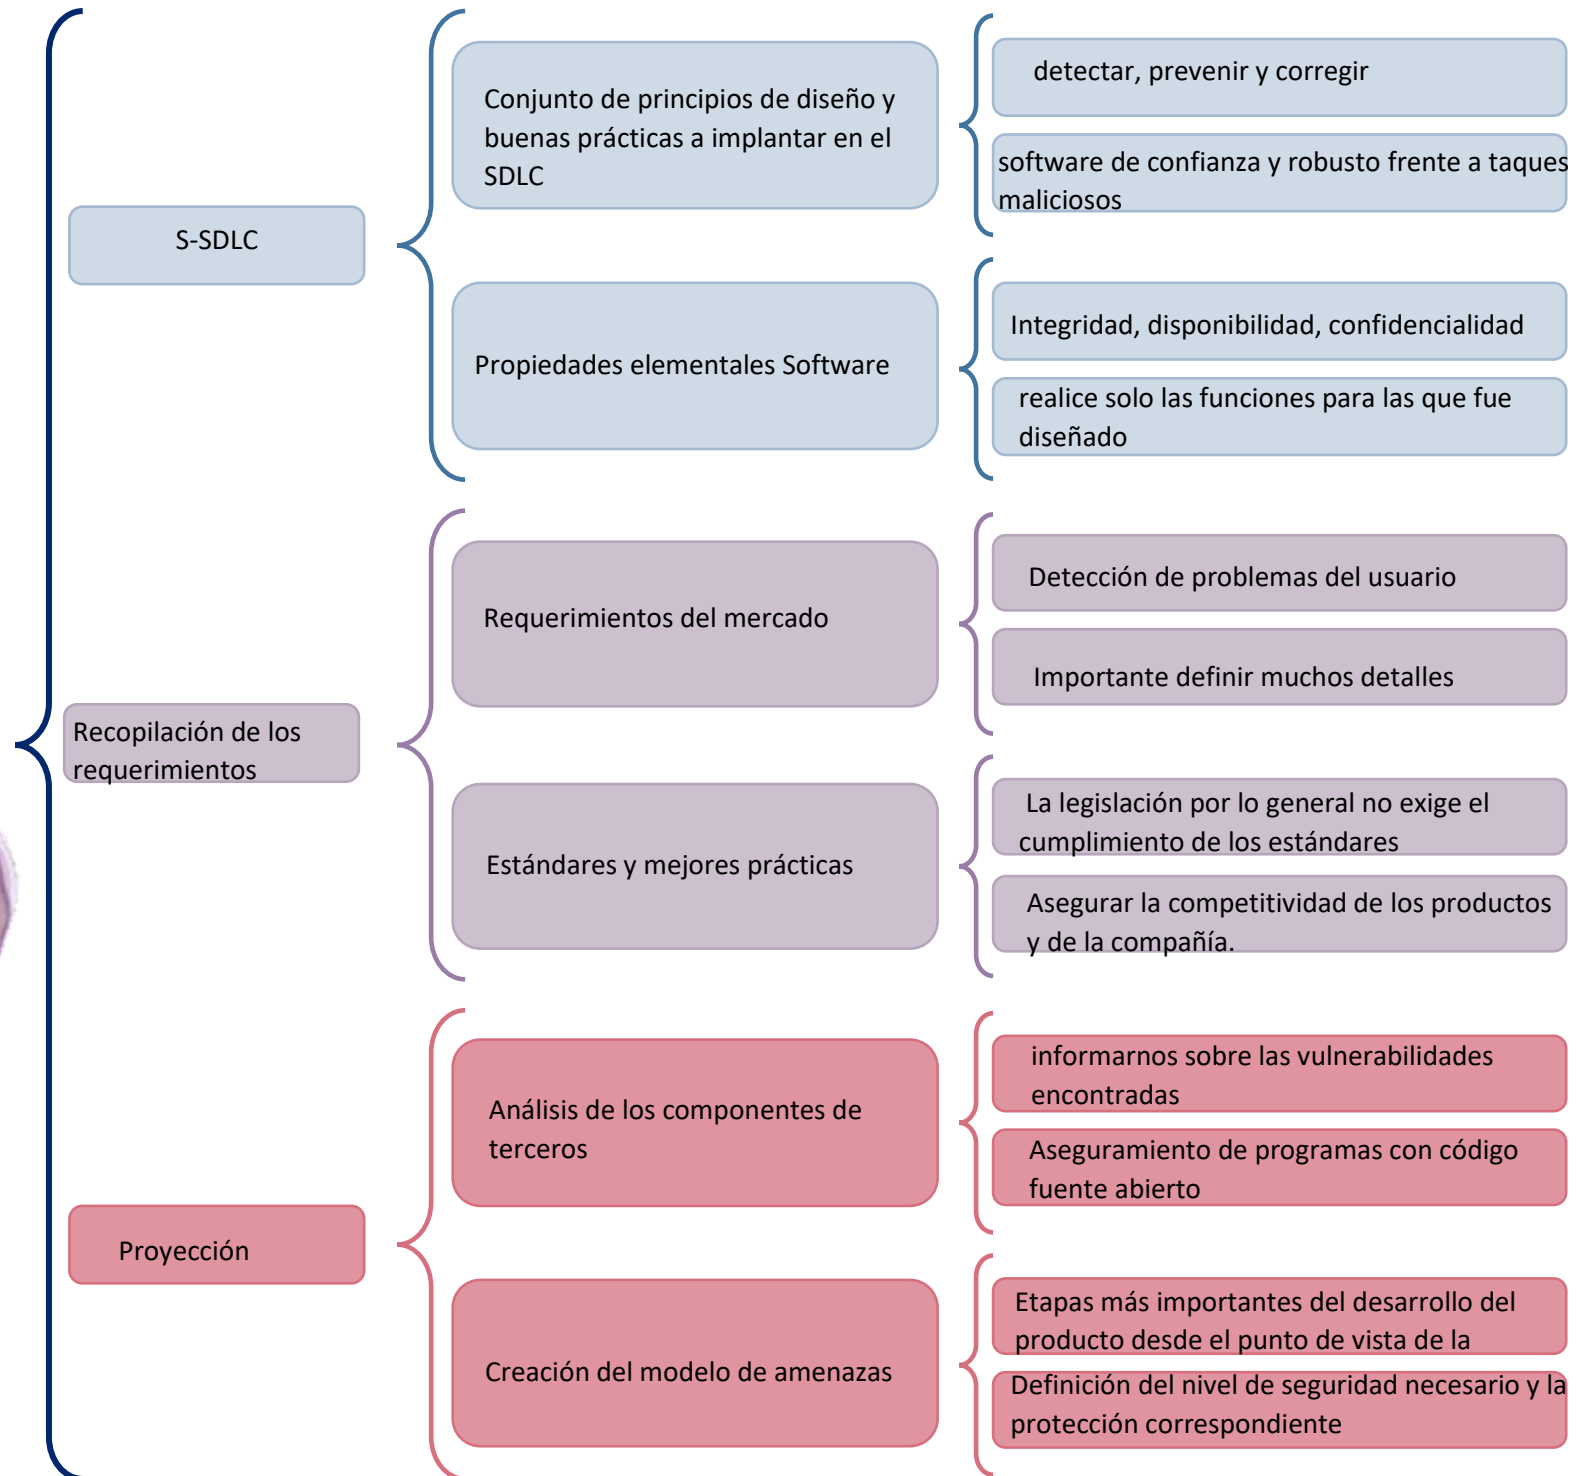 S-SDLC
Conjunto de principios de diseño y
buenas prácticas a implantar en el
SDLC
detectar, prevenir y corregir
software de confianza y robusto frente a taques
maliciosos
Propiedades elementales Software
Integridad, disponibilidad, confidencialidad
realice solo las funciones para las que fue
diseñado
Recopilación de los
requerimientos
Requerimientos del mercado
Detección de problemas del usuario
Importante definir muchos detalles
Estándares y mejores prácticas
La legislación por lo general no exige el
cumplimiento de los estándares
Asegurar la competitividad de los productos
y de la compañía.
Proyección
Análisis de los componentes de
terceros
informarnos sobre las vulnerabilidades
encontradas
Aseguramiento de programas con código
fuente abierto
Creación del modelo de amenazas
Etapas más importantes del desarrollo del
producto desde el punto de vista de la
Definición del nivel de seguridad necesario y la
protección correspondiente